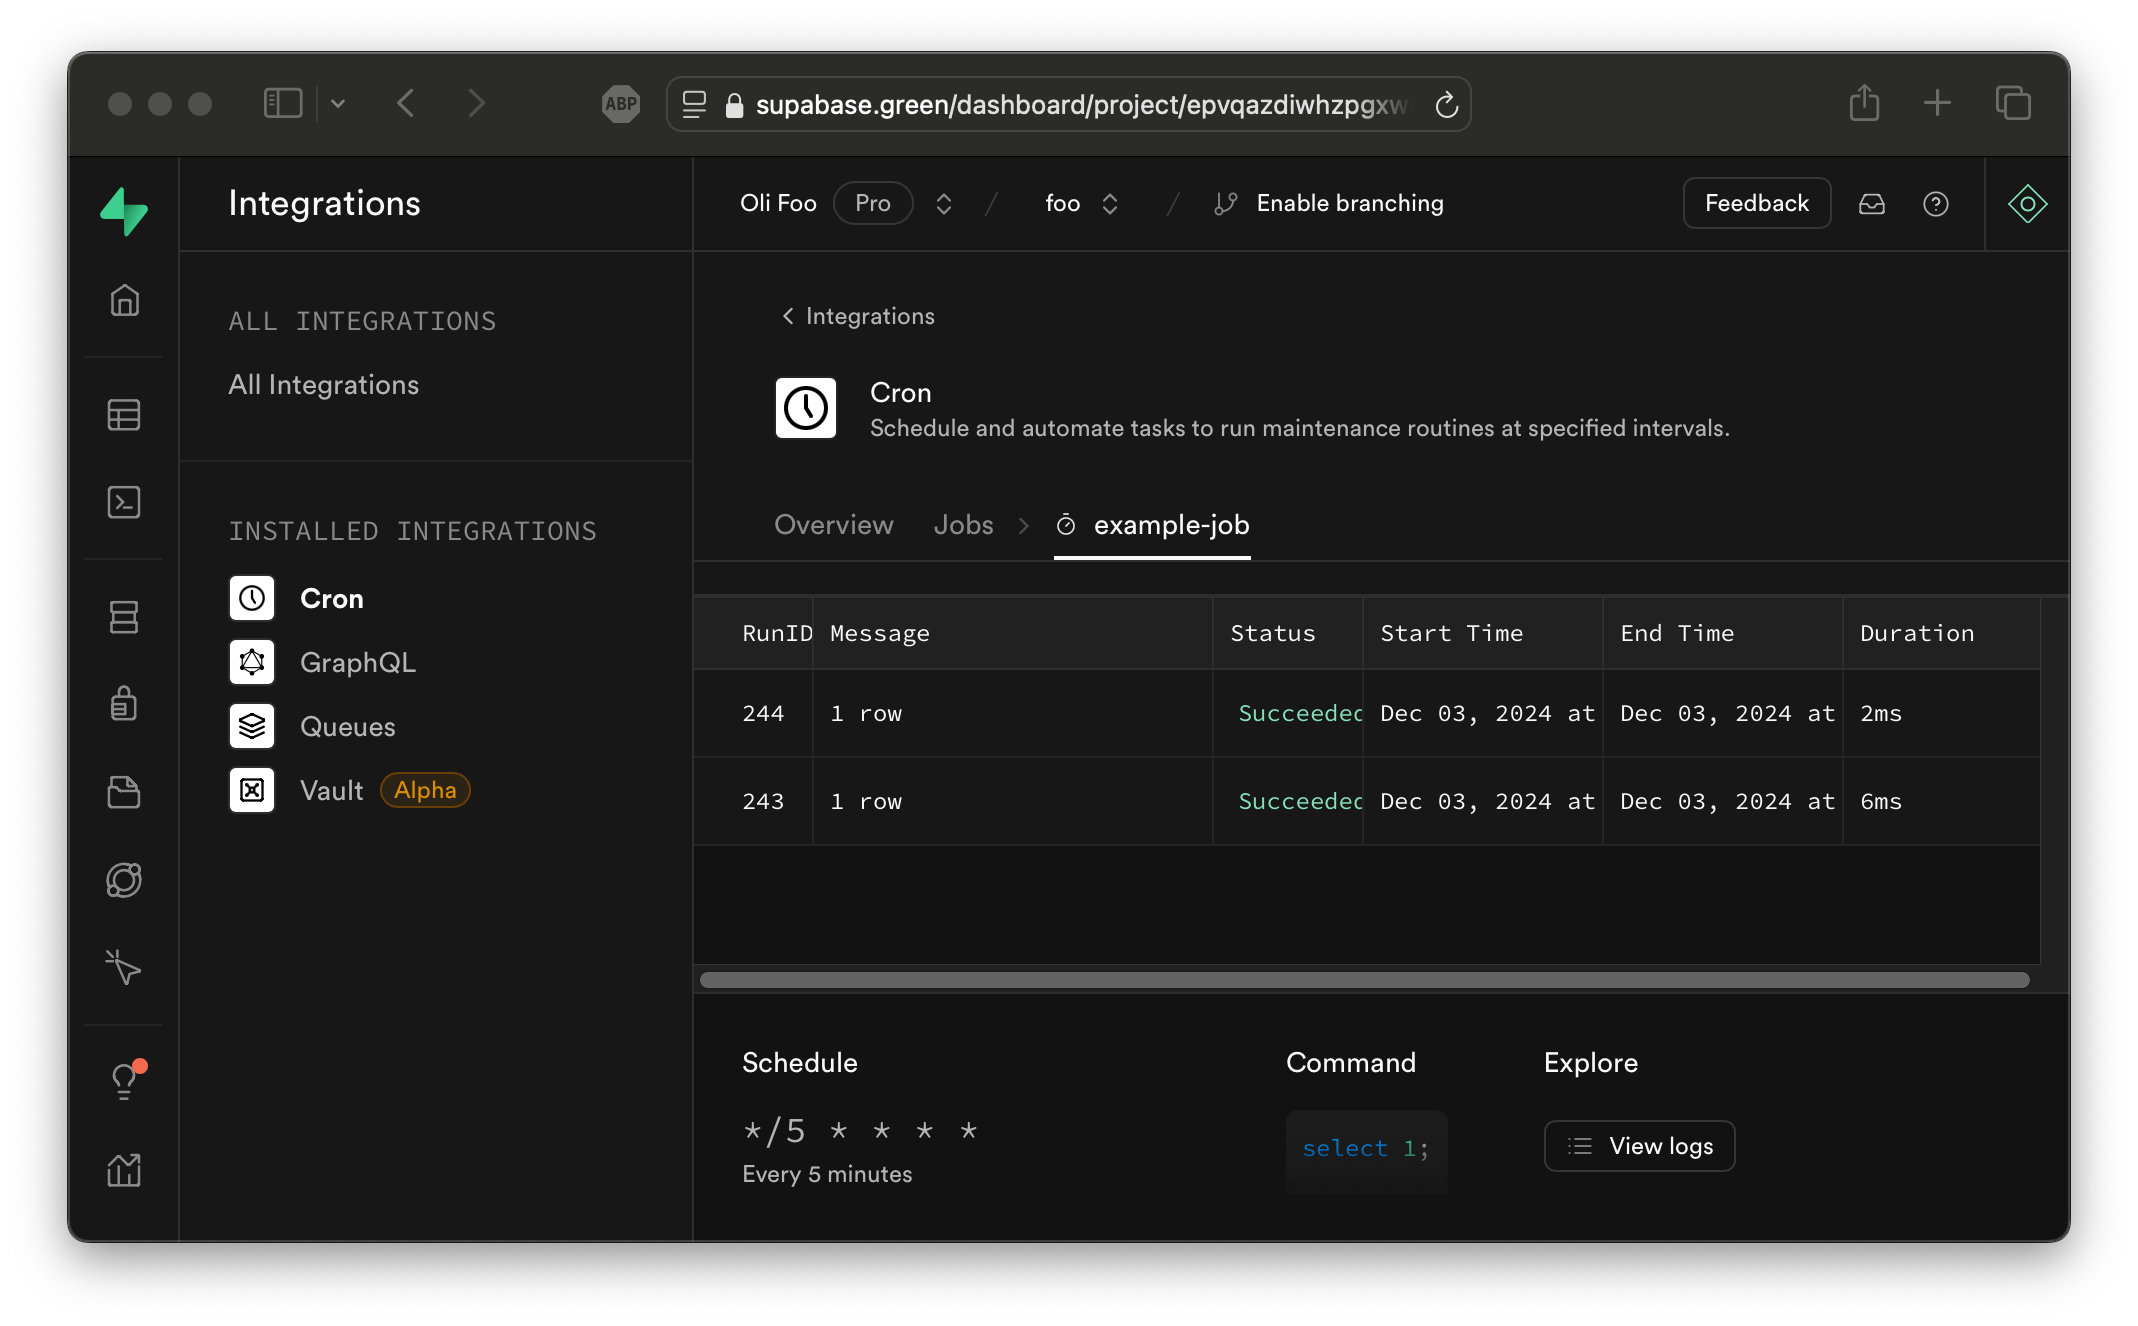 ABP
supabase.green/dashboard/project/epvqazdiwhzpgxw
Integrations
Oli Foo Pro / foo / Enable branching
Feedback
ALL INTEGRATIONS
All Integrations
INSTALLED INTEGRATIONS
Cron
GraphQL
Queues
Vault Alpha
Integrations
Cron
Schedule and automate tasks to run maintenance routines at specified intervals.
Overview Jobs example-job
RunID Message Status Start Time End Time Duration
244 1 row Succeeded Dec 03, 2024 at Dec 03, 2024 at 2ms
243 1 row Succeeded Dec 03, 2024 at Dec 03, 2024 at 6ms
Schedule
*/5 * * * *
Every 5 minutes
Command
select 1;
Explore
View logs